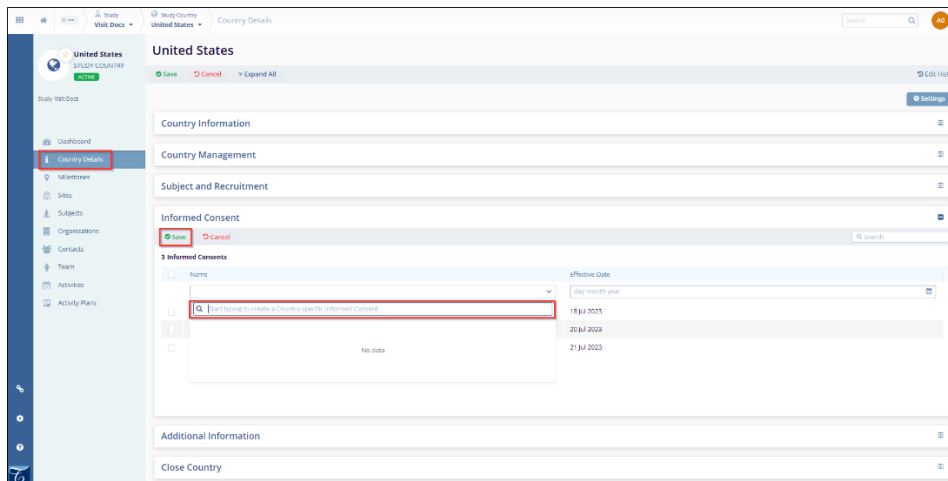 Study
Visit Docs
Study Country
United States
Country Details
Search
AG
United States
STUDY COUNTRY
ACTIVE
Study Visit Docs
Dashboard
Country Details
Milestones
Sites
Subjects
Organizations
Contacts
Team
Activities
Activity Plans
United States
Save
Cancel
Expand All
Edit His
Settings
Country Information
Country Management
Subject and Recruitment
Informed Consent
Save
Cancel
Search
3 Informed Consents
Name
Effective Date
day month year
Start typing to create a Country-specific Informed Consent
18 Jul 2023
20 Jul 2023
21 Jul 2023
No data
Additional Information
Close Country